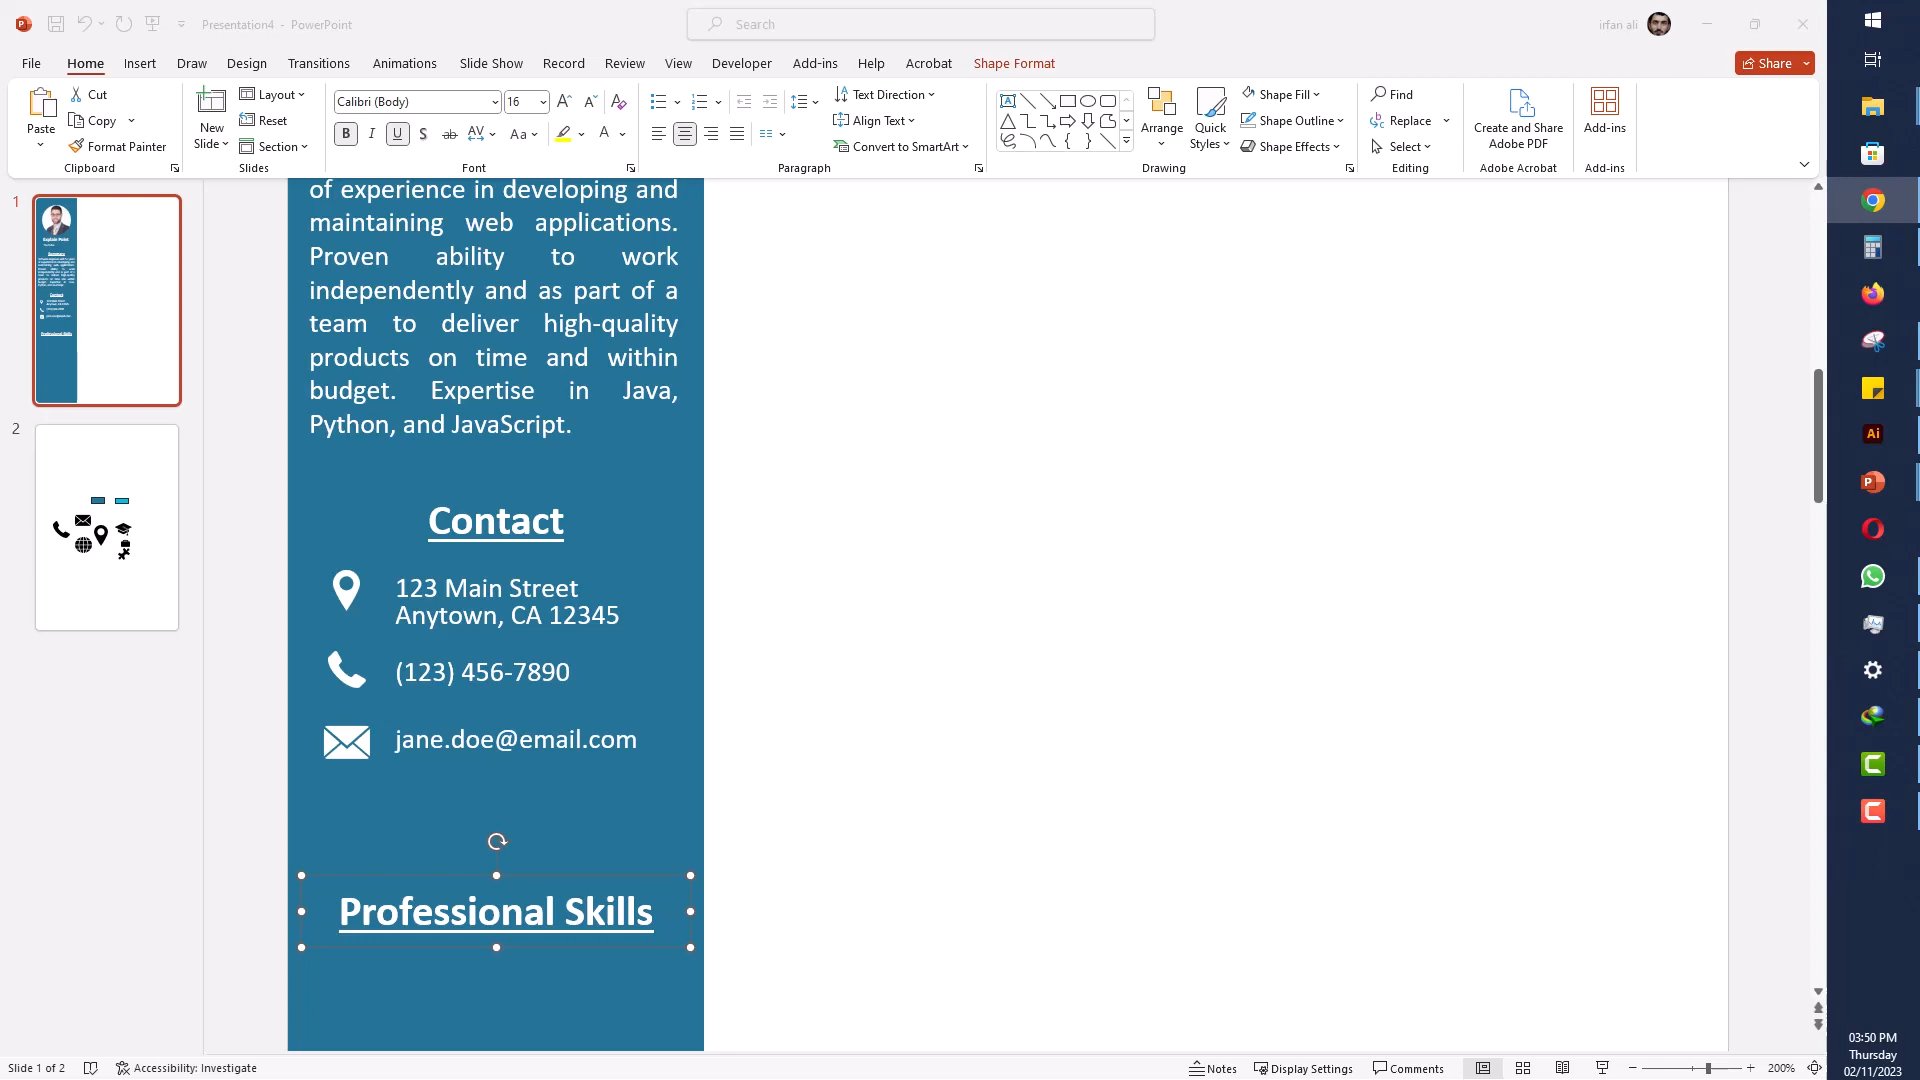 Presentation4 - PowerPoint
Search
irfan ali
File Home Insert Draw Design Transitions Animations Slide Show Record Review View Developer Add-ins Help Acrobat Shape Format
Share
Paste
Cut
Copy
Format Painter
Clipboard
New Slide
Layout
Reset
Section
Slides
Calibri (Body) 16
B I U S ab AV Aa A
Font
Text Direction
Align Text
Convert to SmartArt
Paragraph
Arrange
Quick Styles
Shape Fill
Shape Outline
Shape Effects
Drawing
Find
Replace
Select
Editing
Create and Share Adobe PDF
Adobe Acrobat
Add-ins
Add-ins
1
2
of experience in developing and
maintaining web applications.
Proven ability to work
independently and as part of a
team to deliver high-quality
products on time and within
budget. Expertise in Java,
Python, and JavaScript.
Contact
123 Main Street
Anytown, CA 12345
(123) 456-7890
jane.doe@email.com
Professional Skills
Slide 1 of 2
Accessibility: Investigate
Notes
Display Settings
Comments
200%
03:50 PM
Thursday
02/11/2023